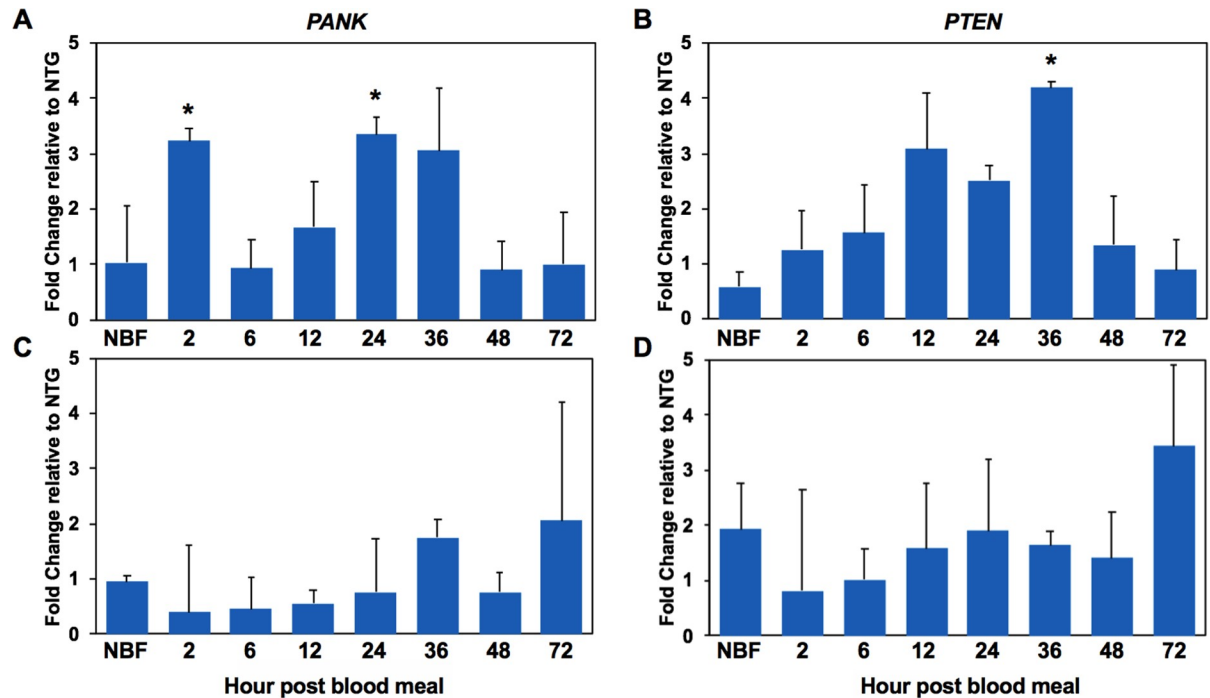 A
PANK
Fold Change relative to NTG
5
4
3
2
1
0
*
*
NBF 2 6 12 24 36 48 72
B
PTEN
Fold Change relative to NTG
5
4
3
2
1
0
*
NBF 2 6 12 24 36 48 72
C
Fold Change relative to NTG
5
4
3
2
1
0
NBF 2 6 12 24 36 48 72
Hour post blood meal
D
Fold Change relative to NTG
5
4
3
2
1
0
NBF 2 6 12 24 36 48 72
Hour post blood meal